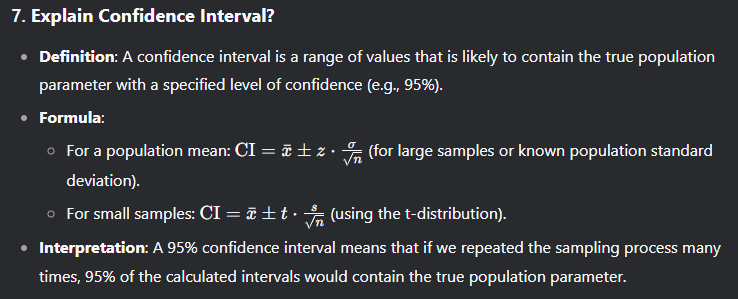 7. Explain Confidence Interval?
• Definition: A confidence interval is a range of values that is likely to contain the true population
parameter with a specified level of confidence (e.g., 95%).
• Formula:
◦ For a population mean: CI = x̄ ± z · σ/√n (for large samples or known population standard
deviation).
◦ For small samples: CI = x̄ ± t · s/√n (using the t-distribution).
• Interpretation: A 95% confidence interval means that if we repeated the sampling process many
times, 95% of the calculated intervals would contain the true population parameter.